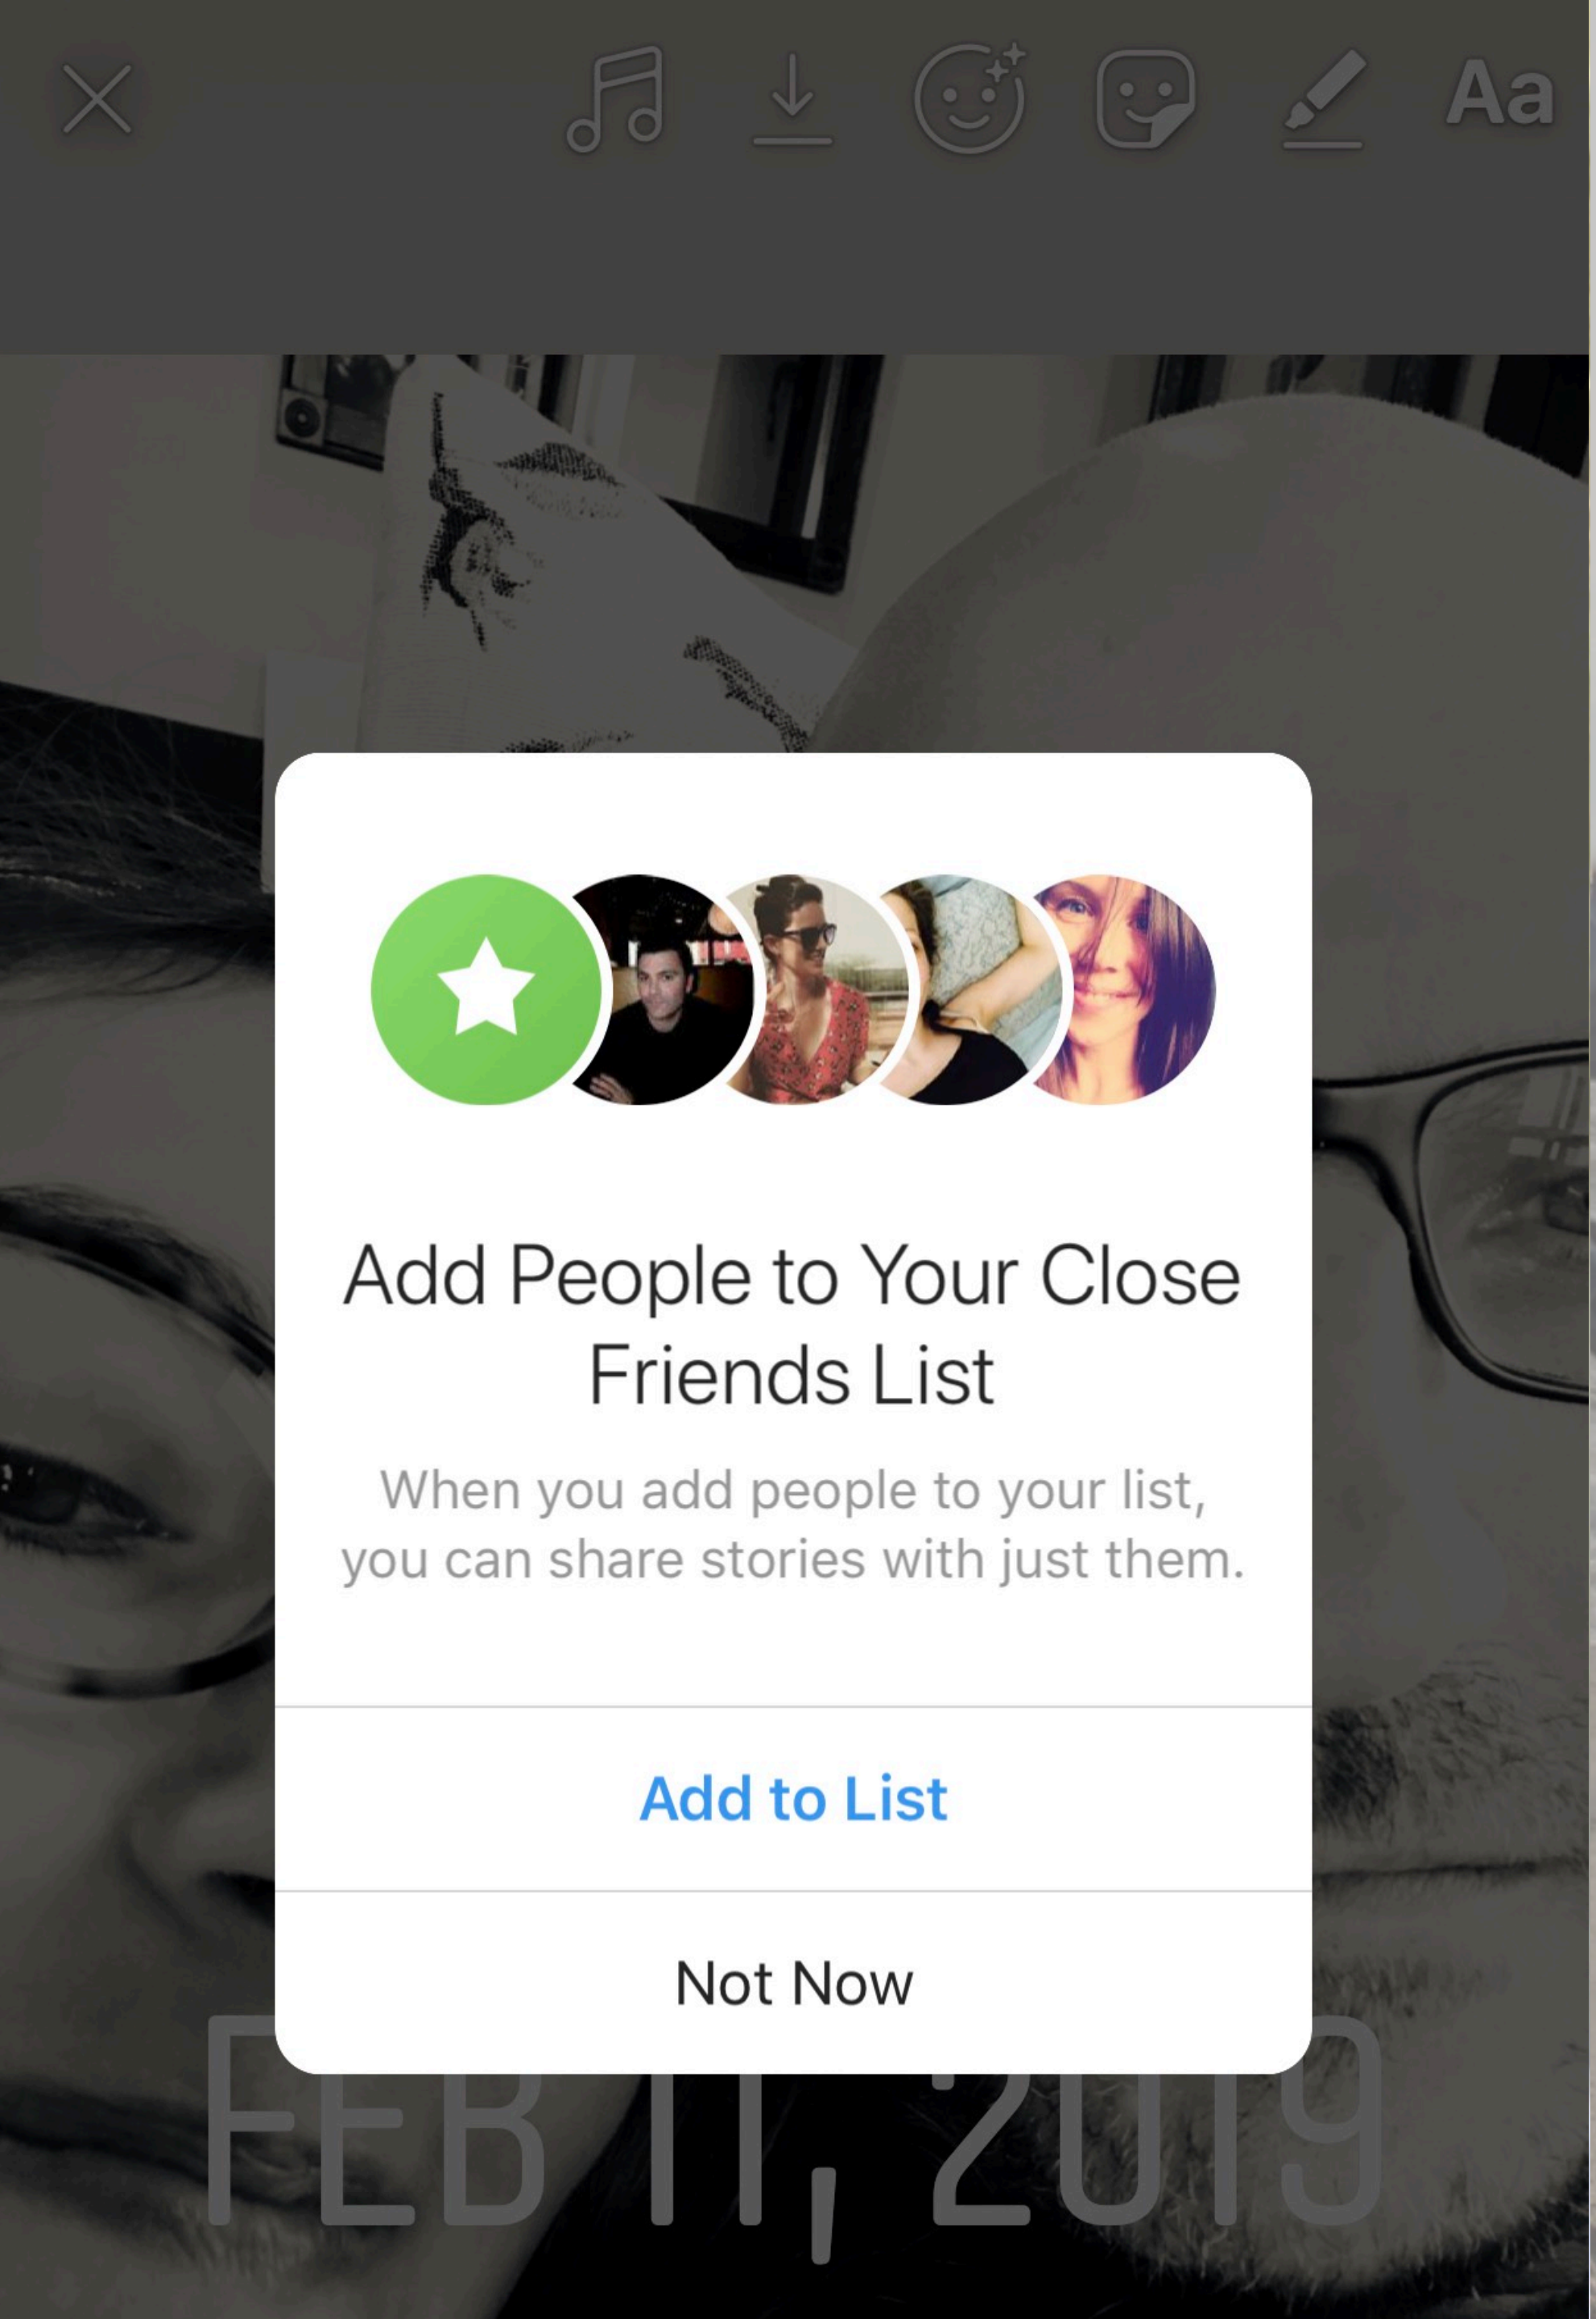 Aa
Add People to Your Close
Friends List
When you add people to your list,
you can share stories with just them.
Add to List
Not Now
FEB 11, 2019